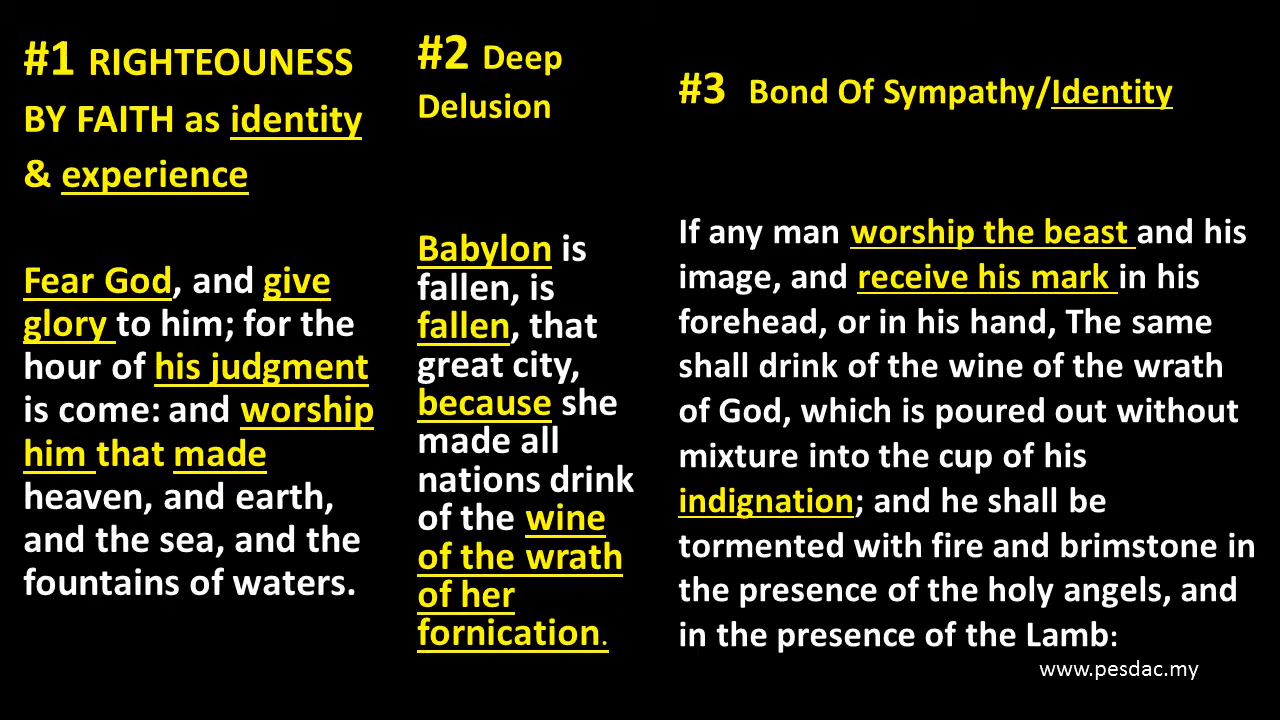 #1 RIGHTEOUNESS
BY FAITH as identity
& experience
Fear God, and give
glory to him; for the
hour of his judgment
is come: and worship
him that made
heaven, and earth,
and the sea, and the
fountains of waters.
#2 Deep
Delusion
Babylon is
fallen, is
fallen, that
great city,
because she
made all
nations drink
of the wine
of the wrath
of her
fornication.
#3 Bond Of Sympathy/Identity
If any man worship the beast and his
image, and receive his mark in his
forehead, or in his hand, The same
shall drink of the wine of the wrath
of God, which is poured out without
mixture into the cup of his
indignation; and he shall be
tormented with fire and brimstone in
the presence of the holy angels, and
in the presence of the Lamb:
www.pesdac.my